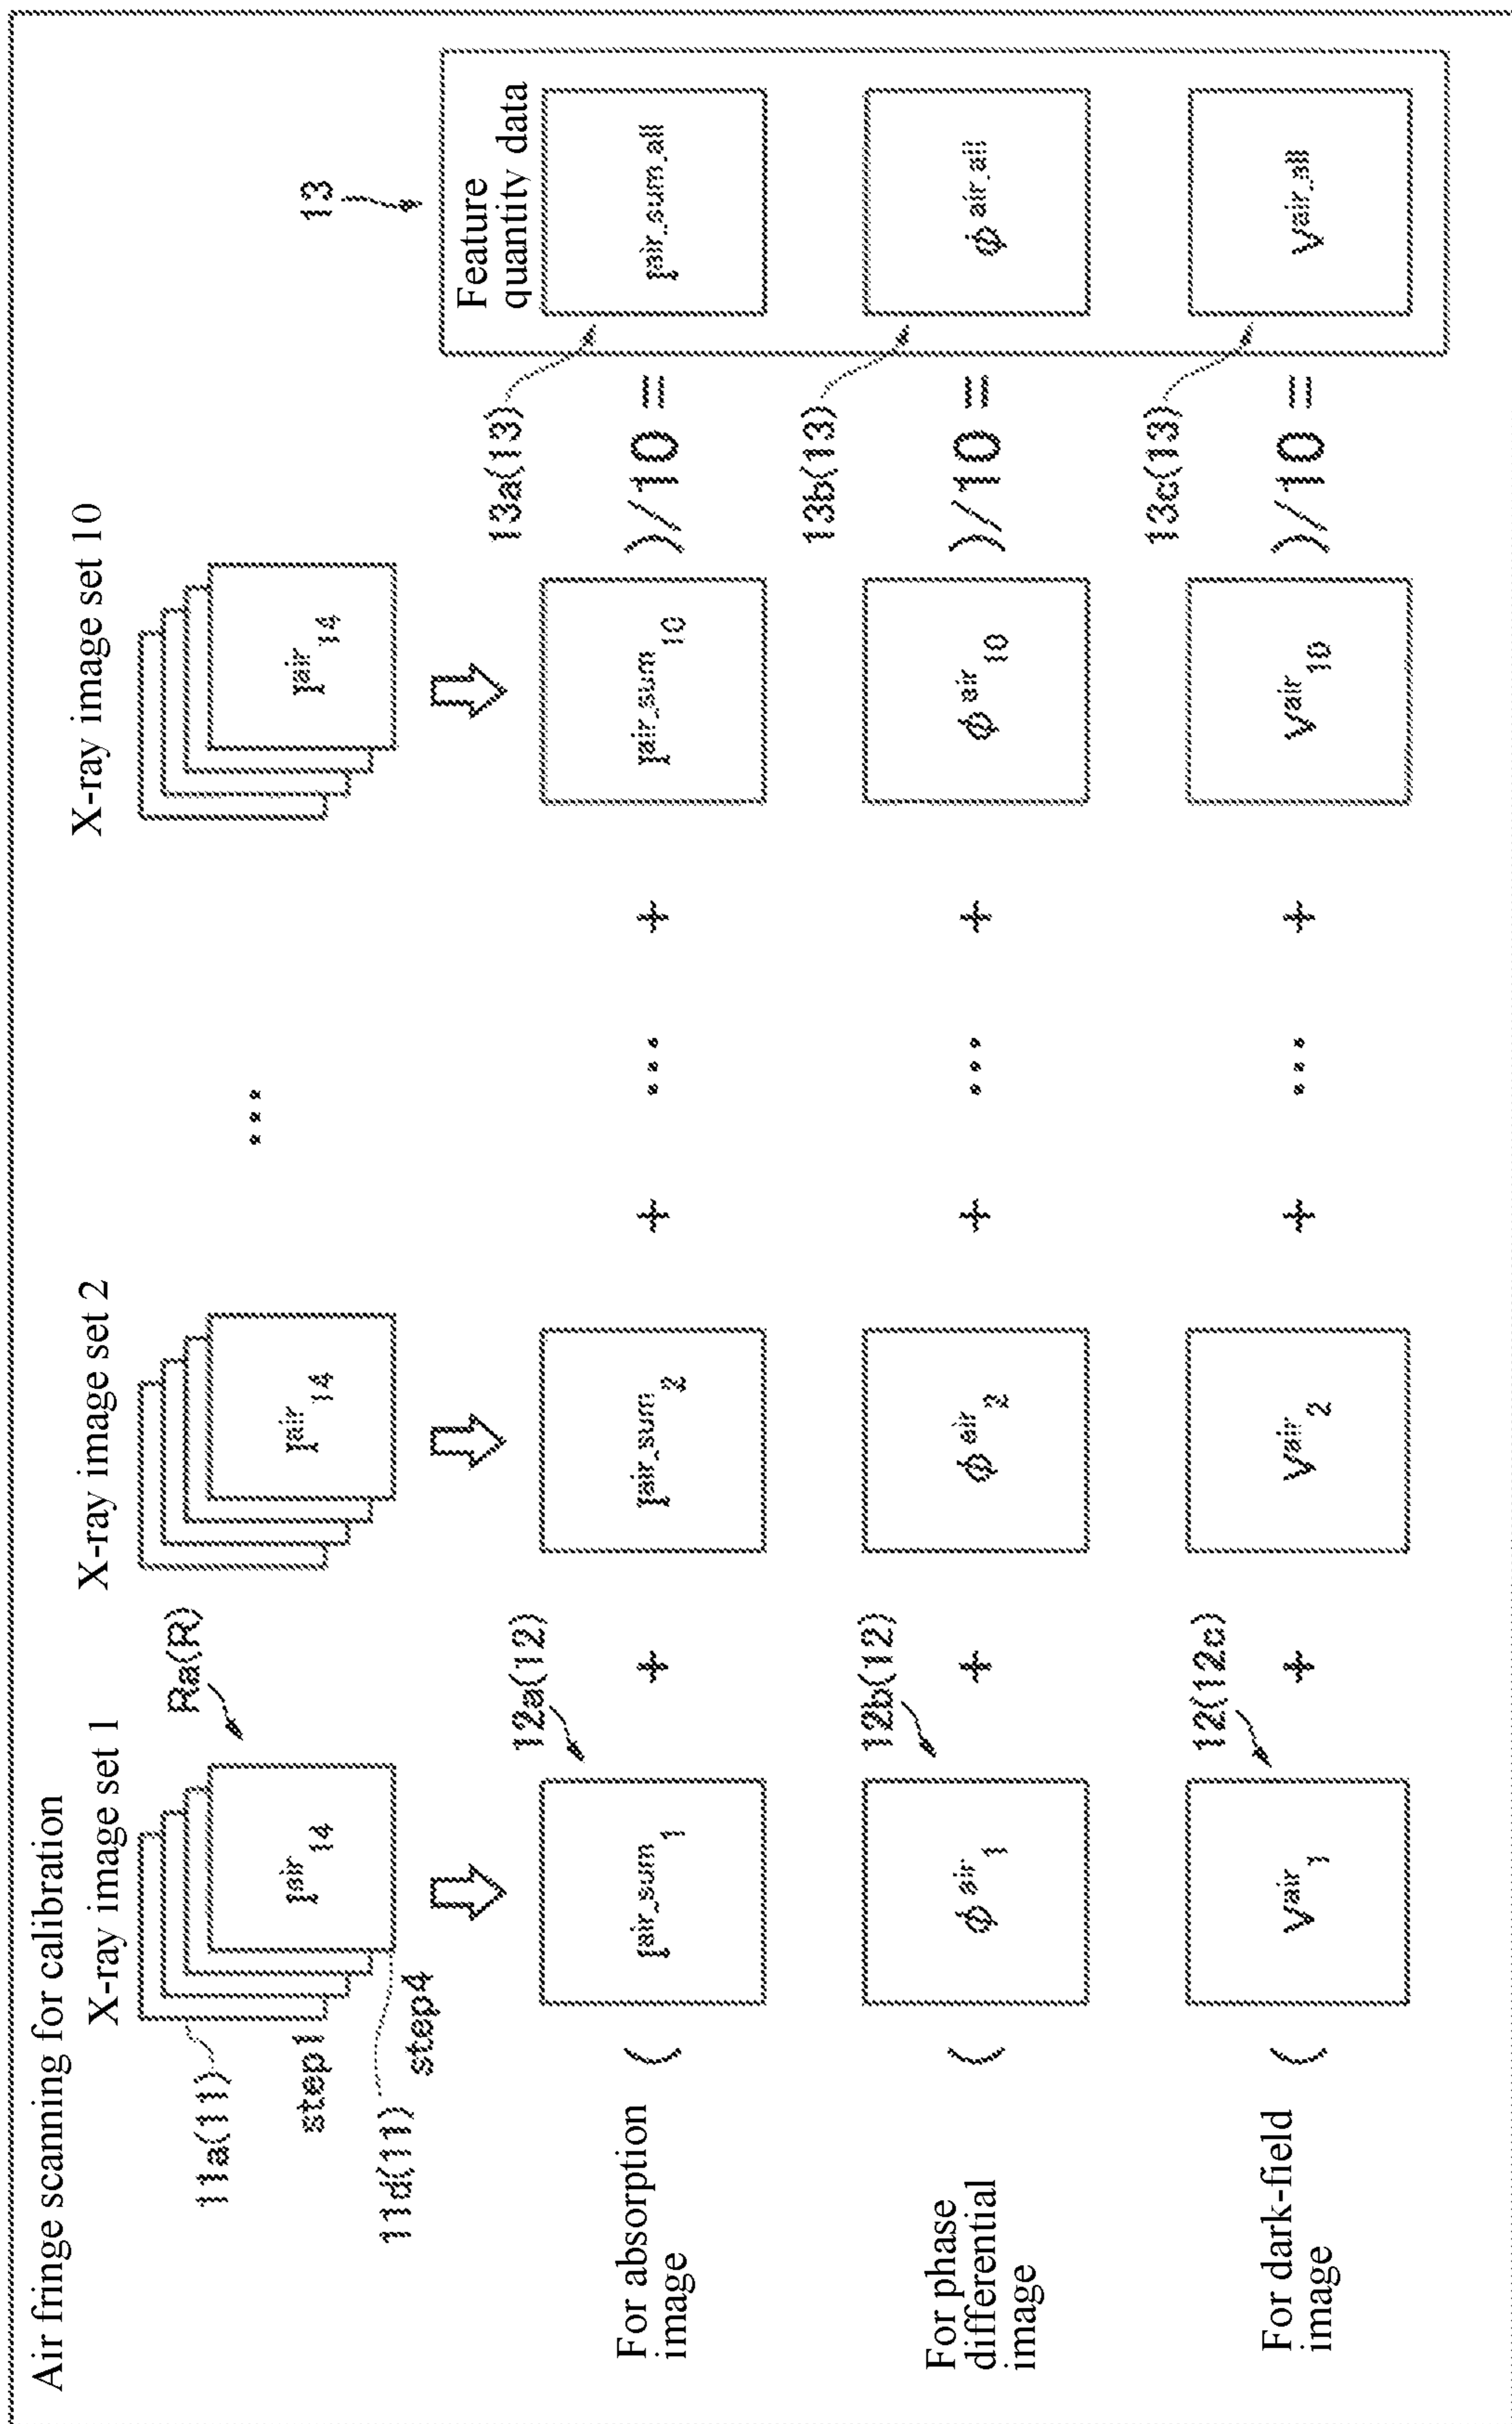 Air fringe scanning for calibration
X-ray image set 1
X-ray image set 2
...
X-ray image set 10
Ra(R)
11a(11)
step1
11d(11)
step4
I^air_14
I^air_14
I^air_14
13
Feature
quantity data
12a(12)
13a(13)
For absorption
image
( I^air_sum_1 + I^air_sum_2 + ... + I^air_sum_10 )/10 = I^air_sum_all
12b(12)
13b(13)
For phase
differential
image
( ϕ^air_1 + ϕ^air_2 + ... + ϕ^air_10 )/10 = ϕ^air_all
12(12c)
13c(13)
For dark-field
image
( V^air_1 + V^air_2 + ... + V^air_10 )/10 = V^air_all